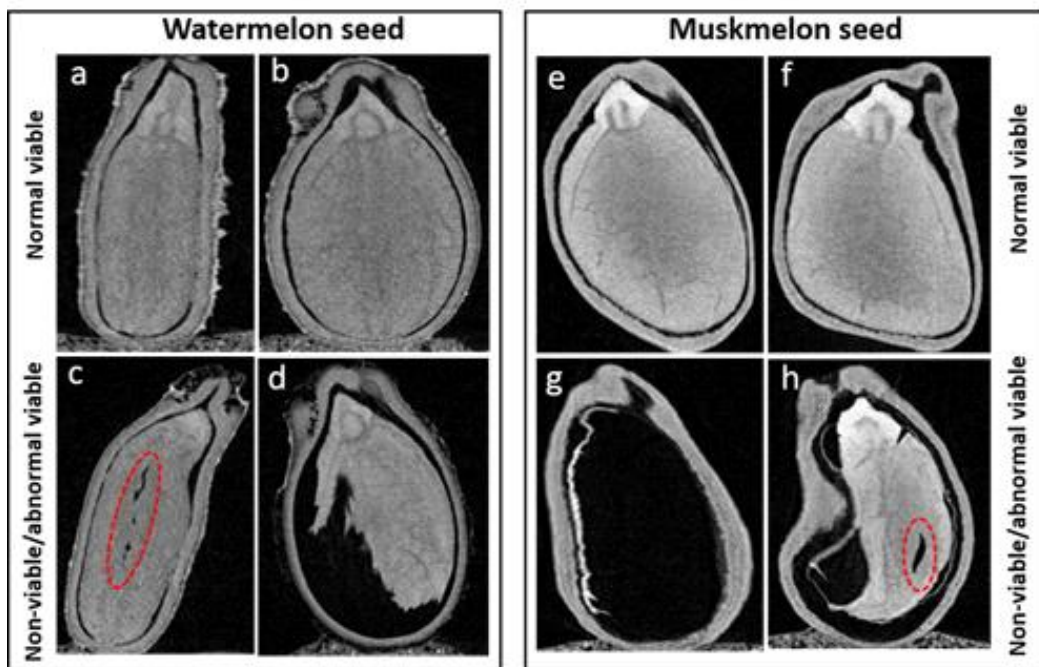 Watermelon seed
Muskmelon seed
Normal viable
a
b
e
f
Normal viable
Non-viable/abnormal viable
c
d
g
h
Non-viable/abnormal viable